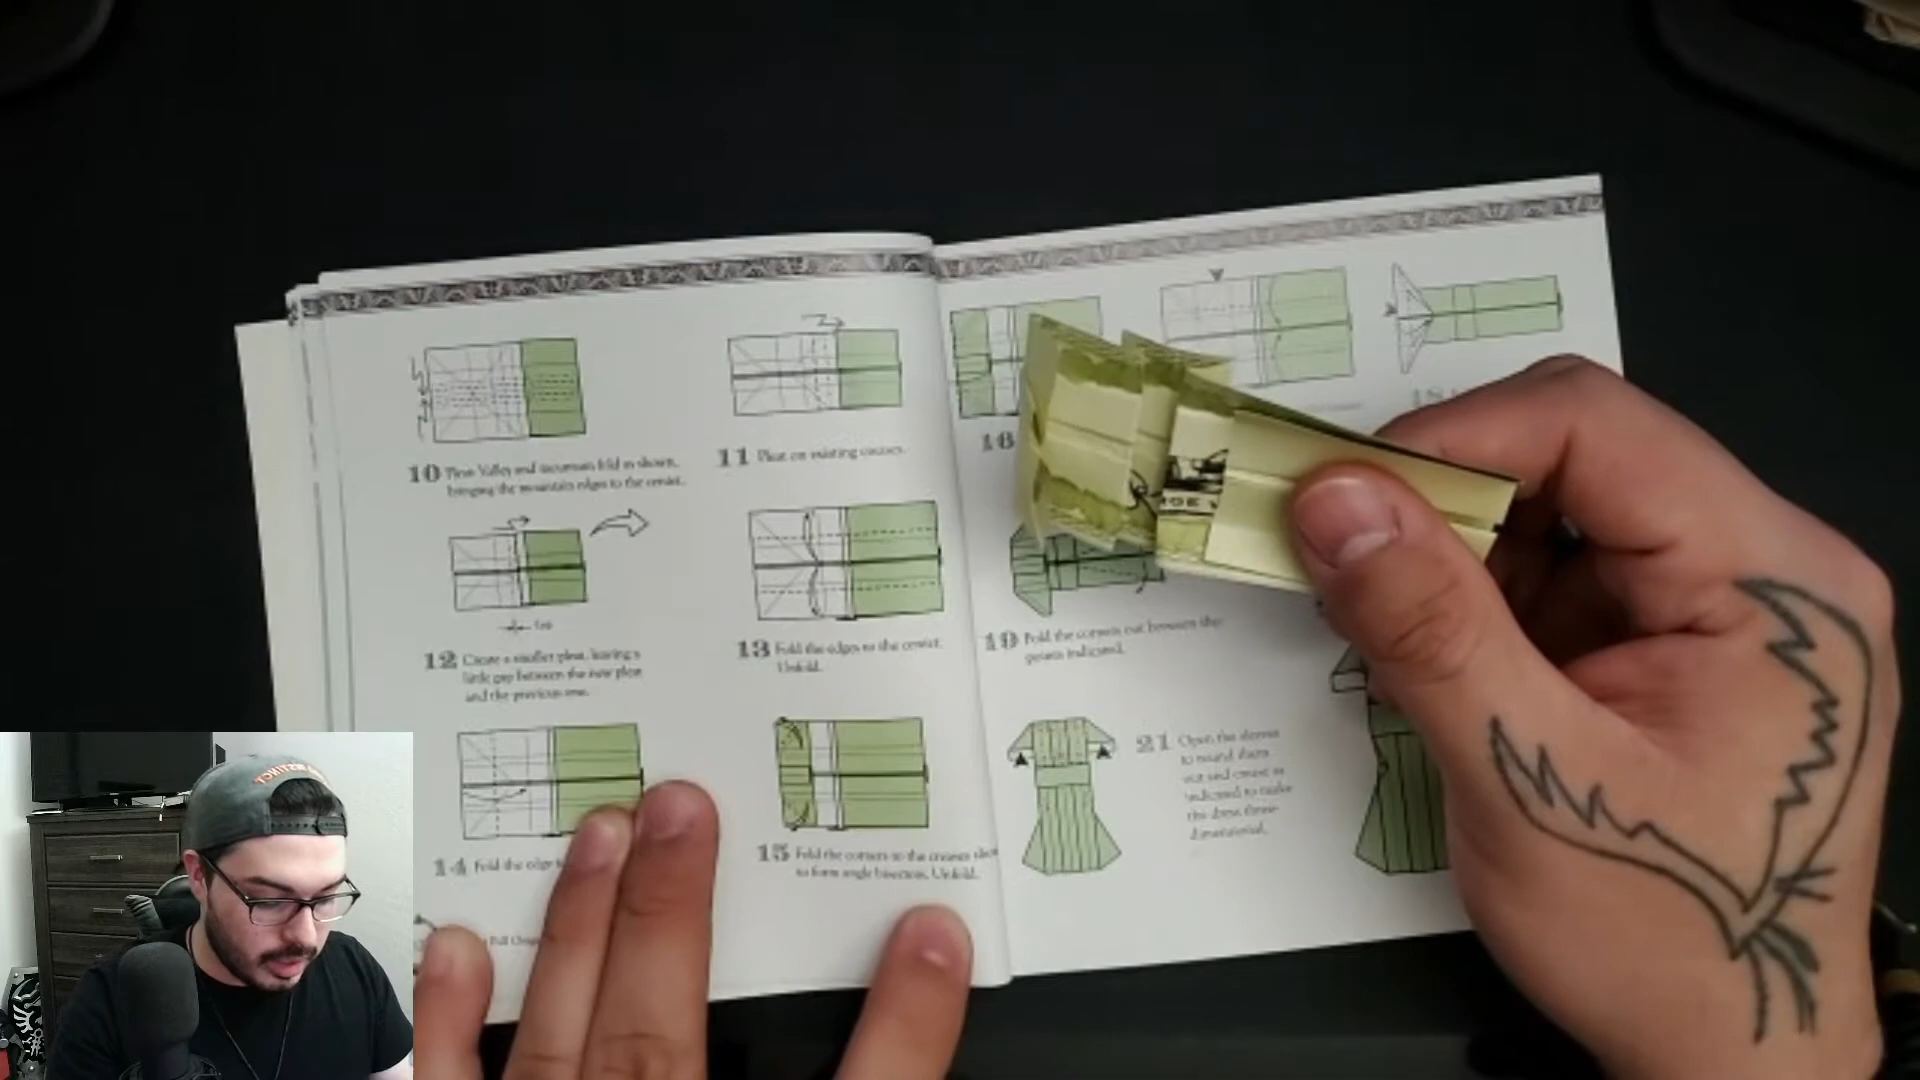 10 Pleat Valley and mountain fold as shown,
bringing the mountain edges to the center.
11 Pleat on existing creases.
12 Create a smaller pleat, leaving a
little gap between the new pleat
and the previous one.
13 Fold the edges to the center.
Unfold.
14 Fold the edge
15 Fold the corners to the creases
to form angle bisectors. Unfold.
16
18
19 Fold the corners out between the
points indicated.
21 Open the sleeves
to round them
out and crease as
indicated to make
the dress three-
dimensional.